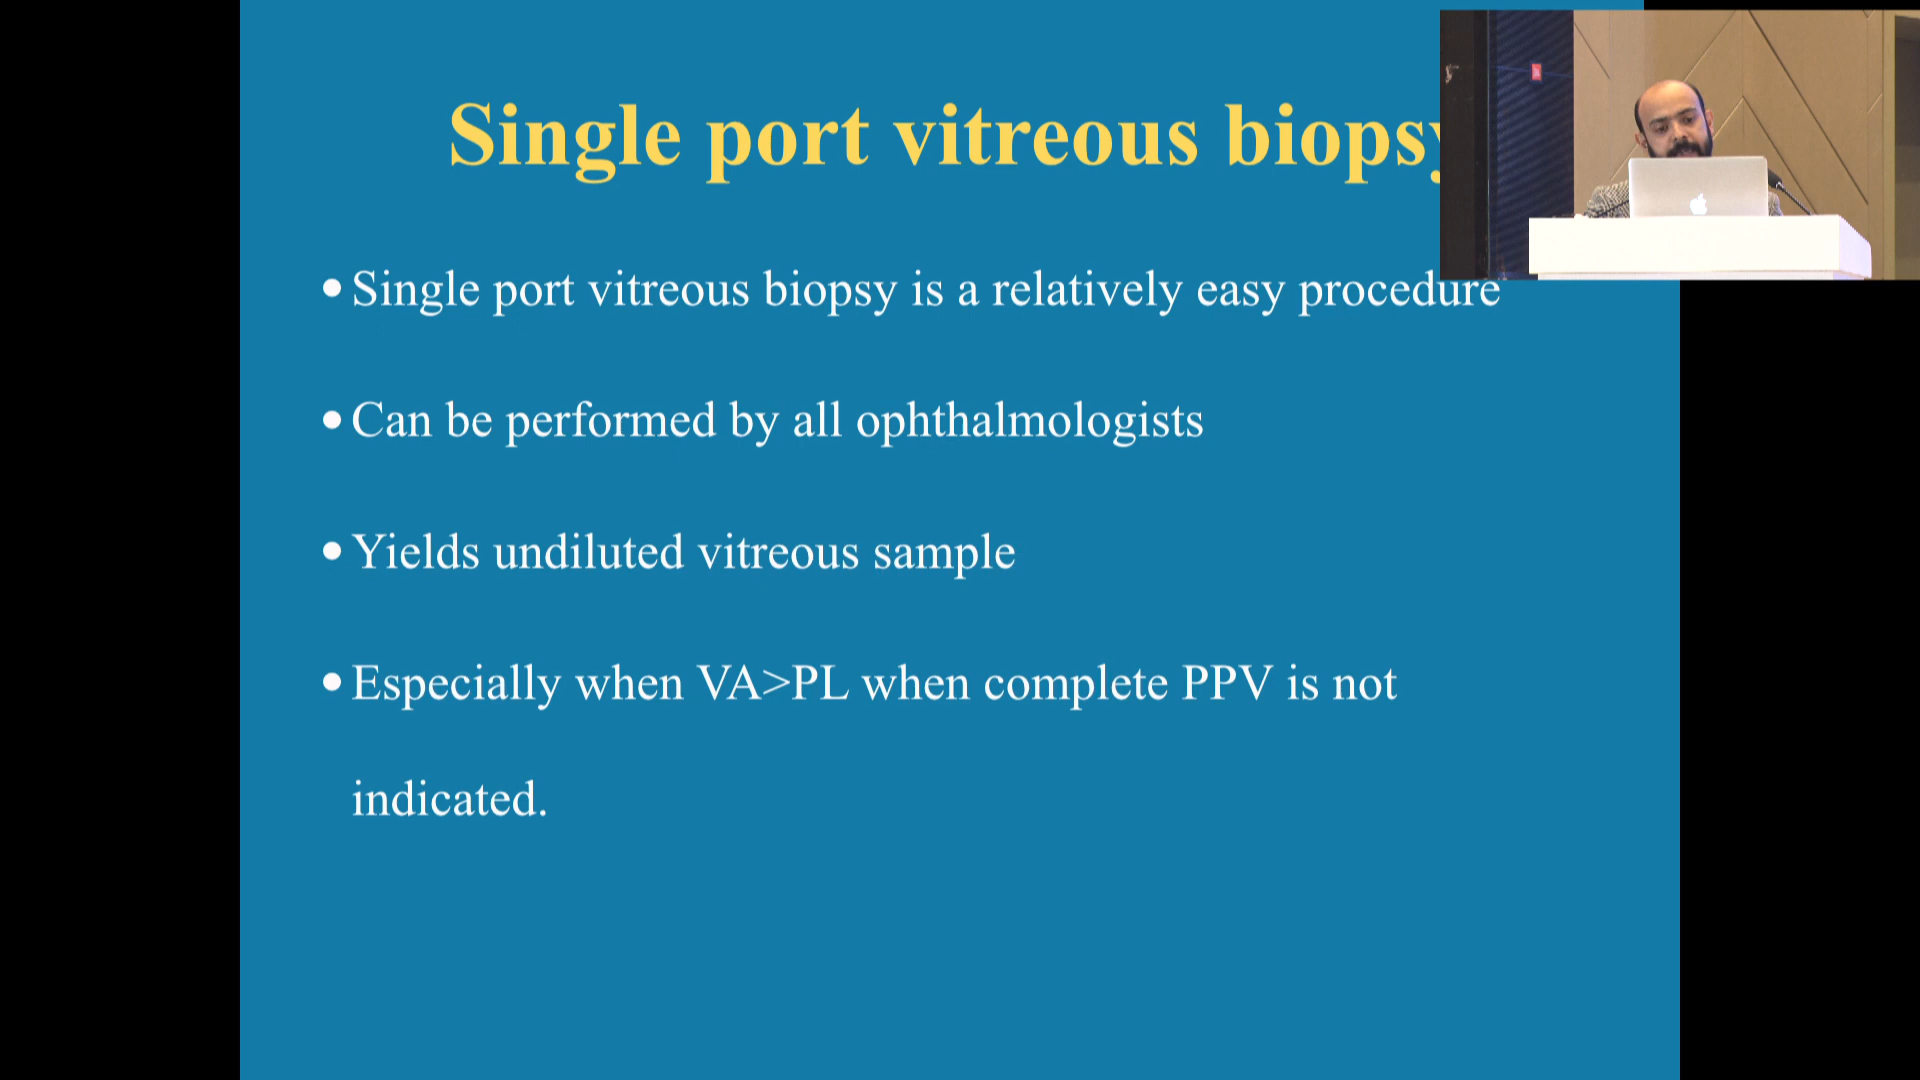 Single port vitreous biopsy
• Single port vitreous biopsy is a relatively easy procedure
• Can be performed by all ophthalmologists
• Yields undiluted vitreous sample
• Especially when VA>PL when complete PPV is not
indicated.